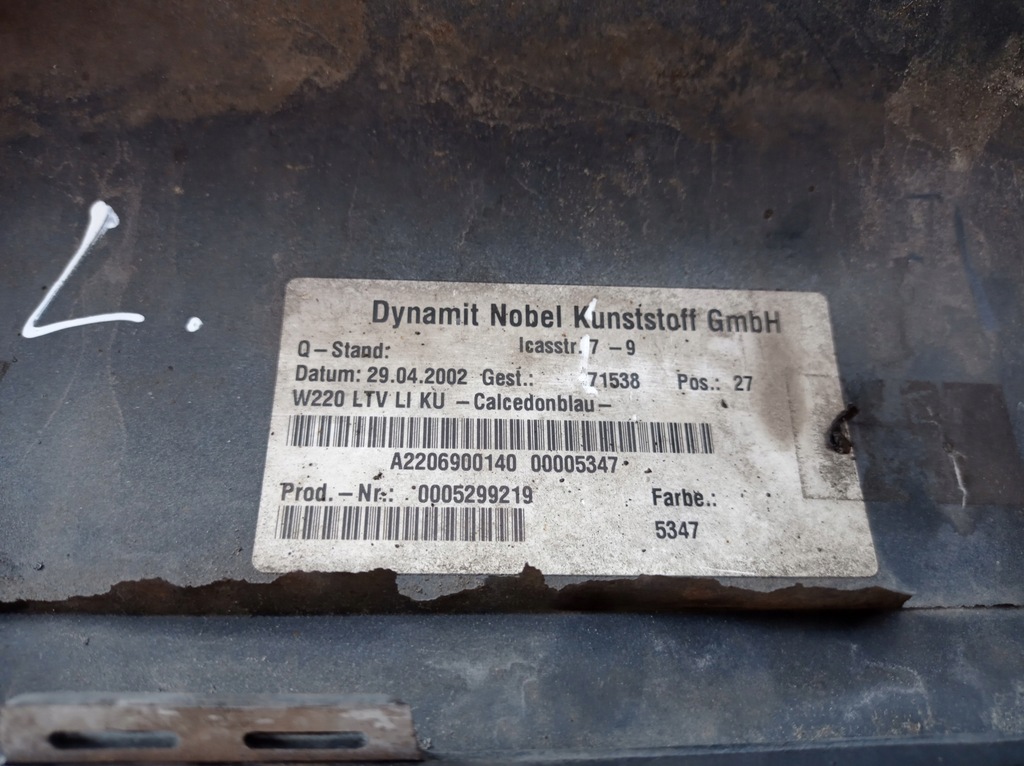 L.
Dynamit Nobel Kunststoff GmbH
Q-Stand: Icasstr. 7 - 9
Datum: 29.04.2002 Gest.: 71538 Pos.: 27
W220 LTV LI KU -Calcedonblau-
A2206900140 00005347
Prod.-Nr.: 0005299219 Farbe.:
5347